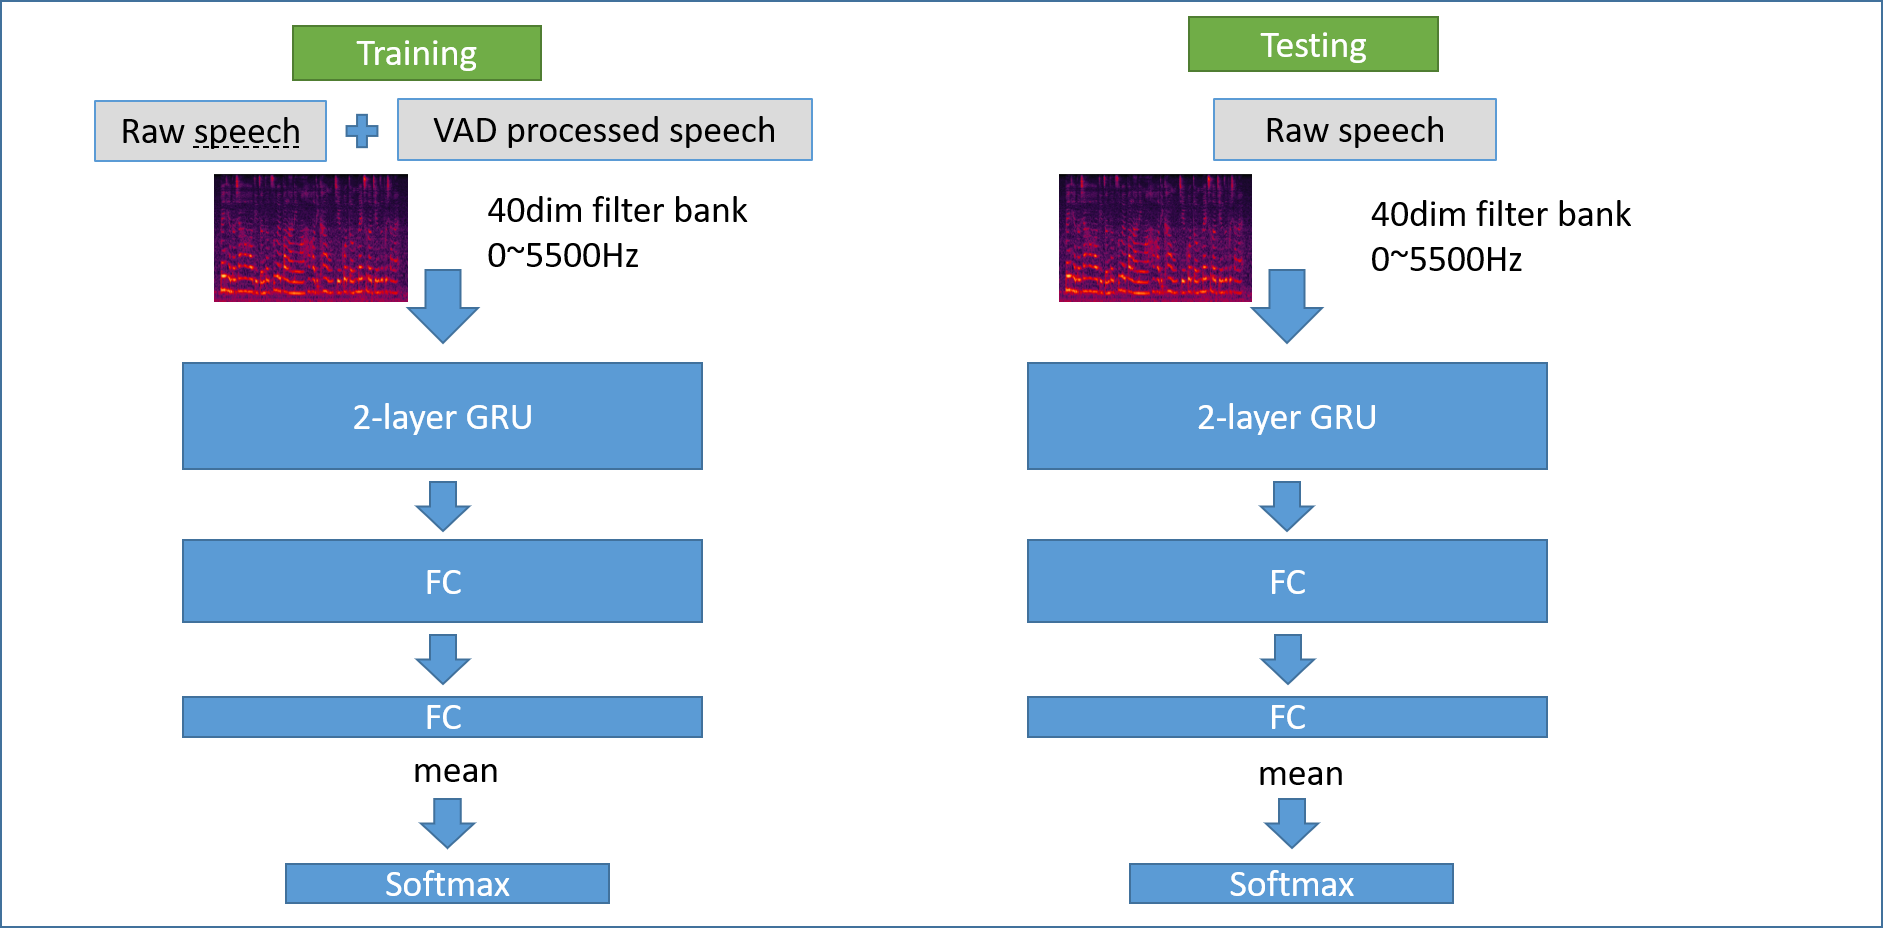 Training
Raw speech
VAD processed speech
40dim filter bank
0~5500Hz
2-layer GRU
FC
FC
mean
Softmax
Testing
Raw speech
40dim filter bank
0~5500Hz
2-layer GRU
FC
FC
mean
Softmax